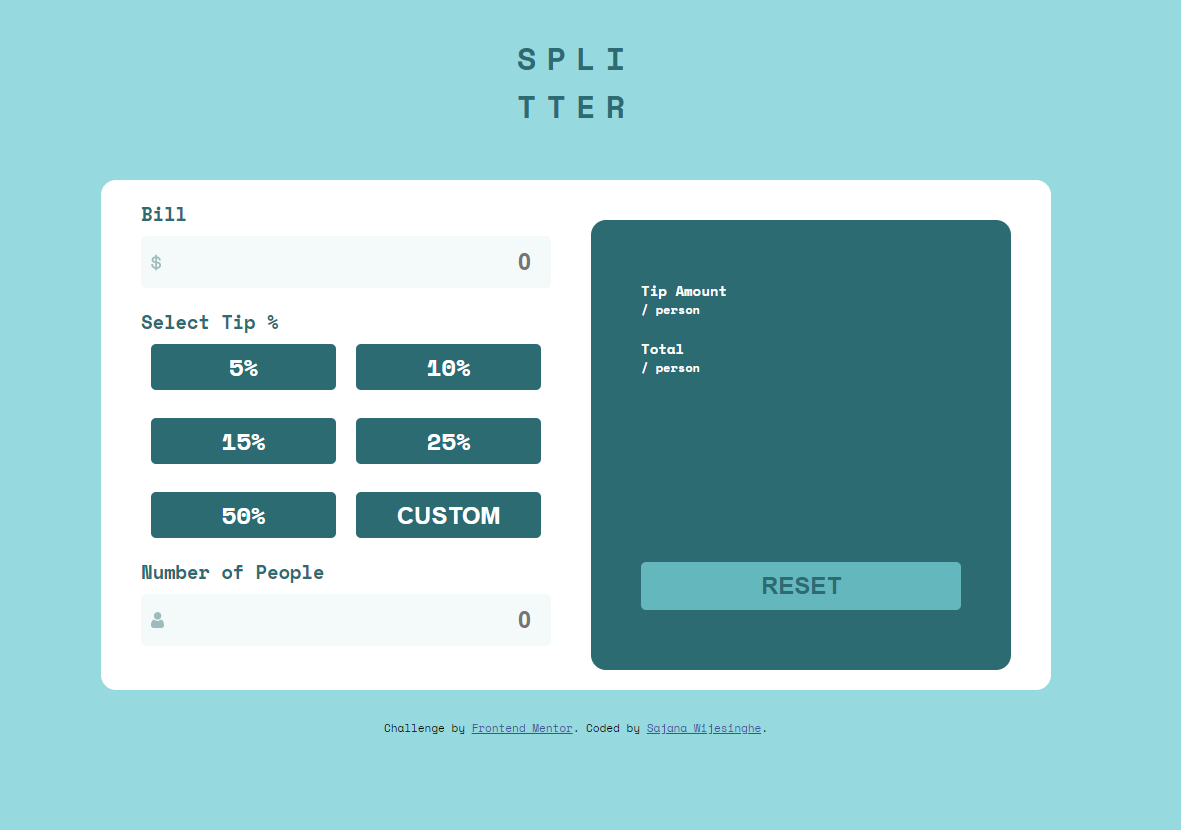 SPLI
TTER
Bill
$ 0
Select Tip %
5% 10%
15% 25%
50% CUSTOM
Number of People
0
Tip Amount
/ person
Total
/ person
RESET
Challenge by Frontend Mentor. Coded by Sajana Wijesinghe.